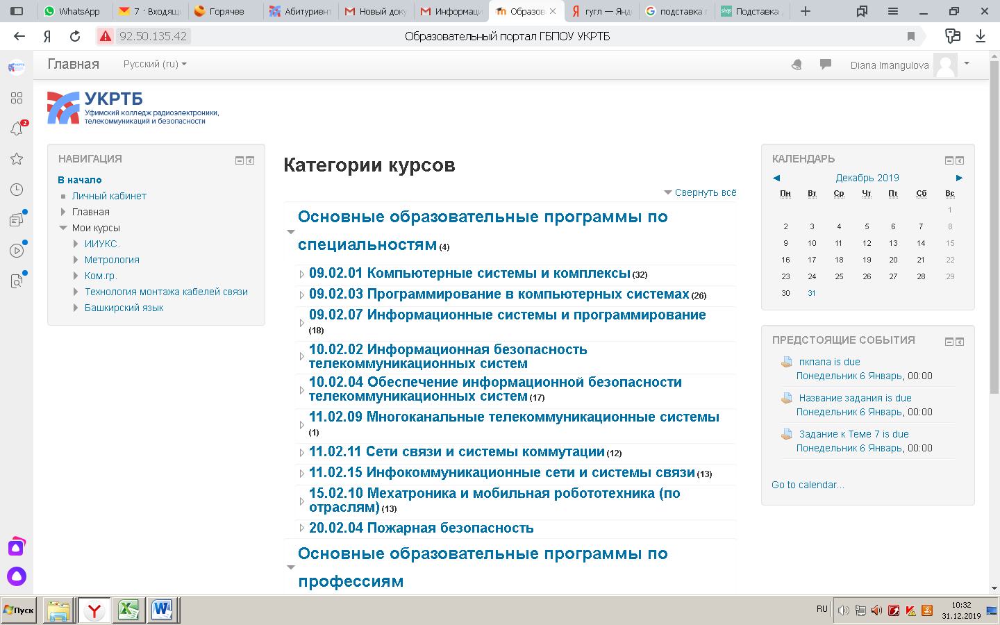 WhatsApp
7 · Входящ
Горячее
Абитуриент
Новый доку
Информаци
Образова
гугл — Янд
подставка
Подставка
92.50.135.42
Образовательный портал ГБПОУ УКРТБ
Главная
Русский (ru)
Diana Imangulova
УКРТБ
Уфимский колледж радиоэлектроники,
телекоммуникаций и безопасности
2
НАВИГАЦИЯ
В начало
Личный кабинет
Главная
Мои курсы
ИИУКС.
Метрология
Ком.гр.
Технология монтажа кабелей связи
Башкирский язык
Категории курсов
Свернуть всё
Основные образовательные программы по
специальностям (4)
09.02.01 Компьютерные системы и комплексы (32)
09.02.03 Программирование в компьютерных системах (26)
09.02.07 Информационные системы и программирование
(18)
10.02.02 Информационная безопасность
телекоммуникационных систем
10.02.04 Обеспечение информационной безопасности
телекоммуникационных систем (17)
11.02.09 Многоканальные телекоммуникационные системы
(1)
11.02.11 Сети связи и системы коммутации (12)
11.02.15 Инфокоммуникационные сети и системы связи (13)
15.02.10 Мехатроника и мобильная робототехника (по
отраслям) (13)
20.02.04 Пожарная безопасность
Основные образовательные программы по
профессиям
КАЛЕНДАРЬ
Декабрь 2019
Пн Вт Ср Чт Пт Сб Вс
1
2 3 4 5 6 7 8
9 10 11 12 13 14 15
16 17 18 19 20 21 22
23 24 25 26 27 28 29
30 31
ПРЕДСТОЯЩИЕ СОБЫТИЯ
пкпапа is due
Понедельник 6 Январь, 00:00
Название задания is due
Понедельник 6 Январь, 00:00
Задание к Теме 7 is due
Понедельник 6 Январь, 00:00
Go to calendar...
Пуск
RU
10:32
31.12.2019